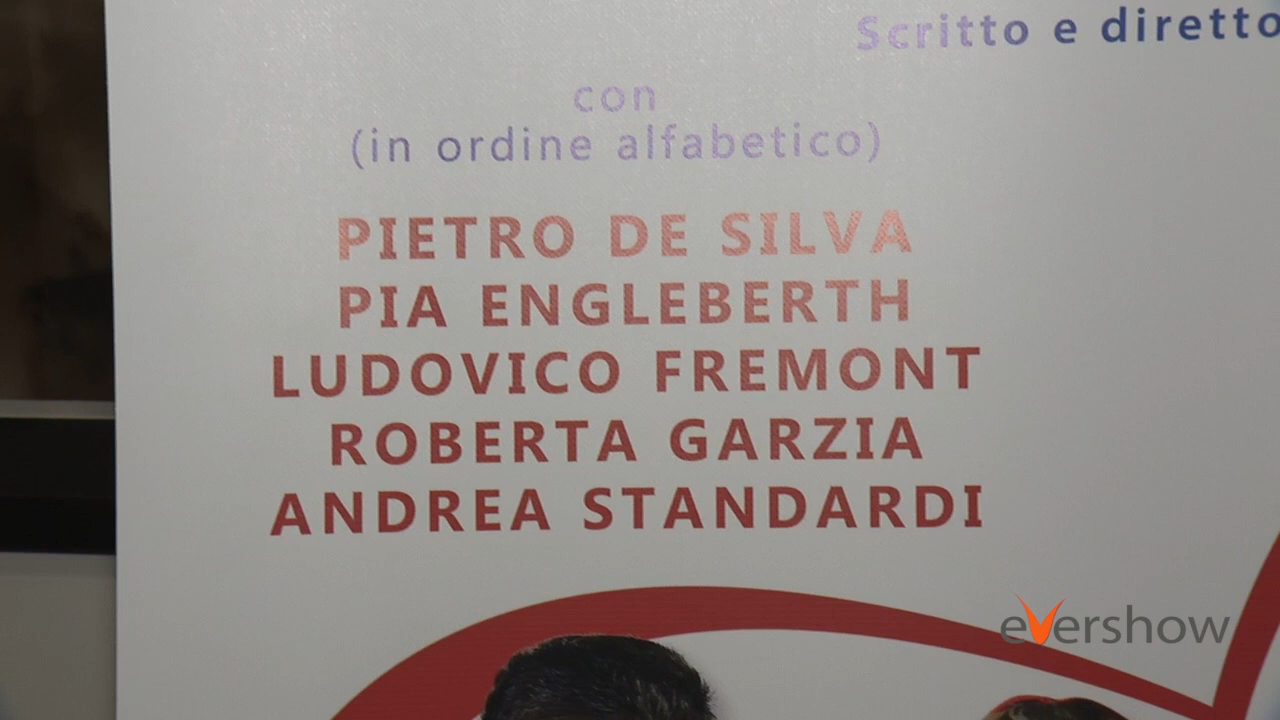 Scritto e diretto
con
(in ordine alfabetico)
PIETRO DE SILVA
PIA ENGLEBERTH
LUDOVICO FREMONT
ROBERTA GARZIA
ANDREA STANDARDI
evershow